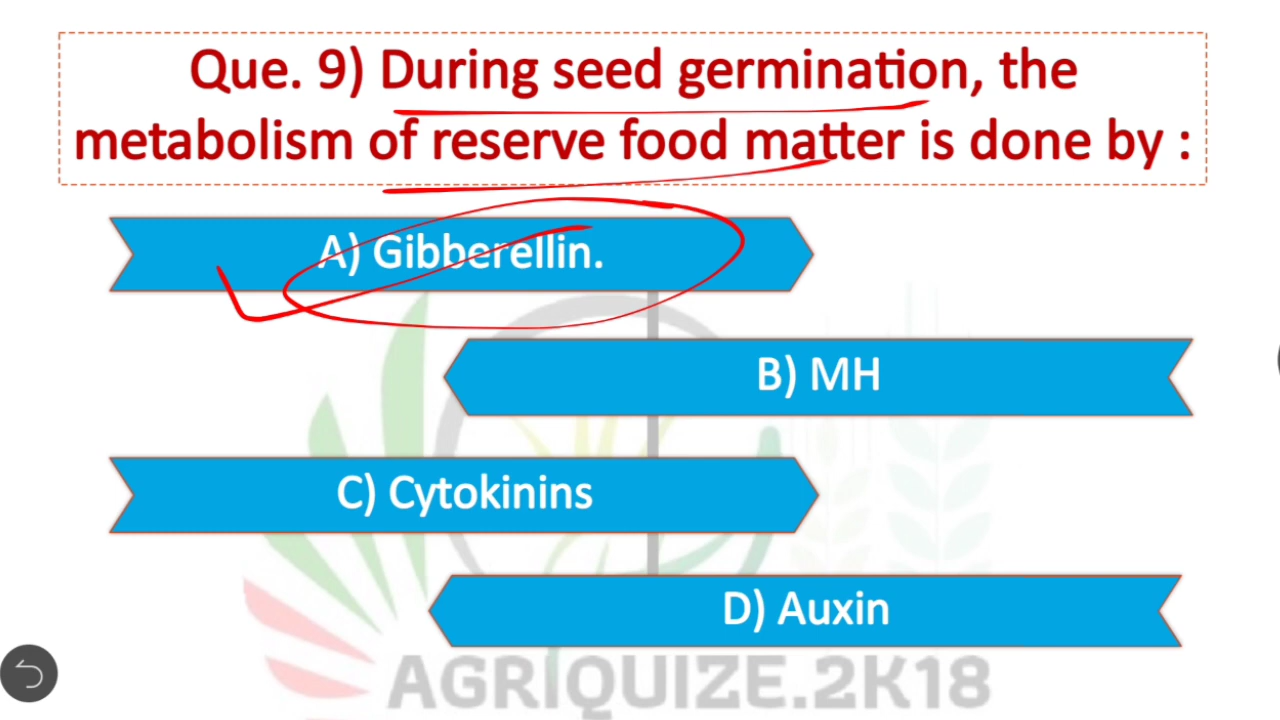 Que. 9) During seed germination, the
metabolism of reserve food matter is done by :
A) Gibberellin.
B) MH
C) Cytokinins
D) Auxin
AGRIQUIZE.2K18